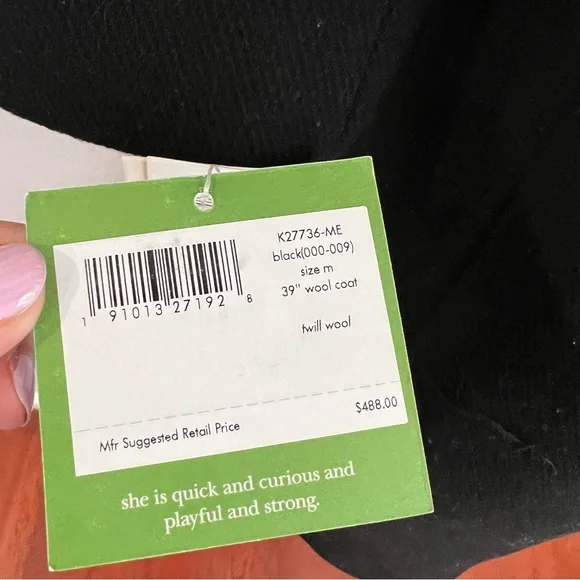 K27736-ME
black(000-009)
size m
39" wool coat
twill wool
1 91013 27192 8
Mfr Suggested Retail Price $488.00
she is quick and curious and
playful and strong.